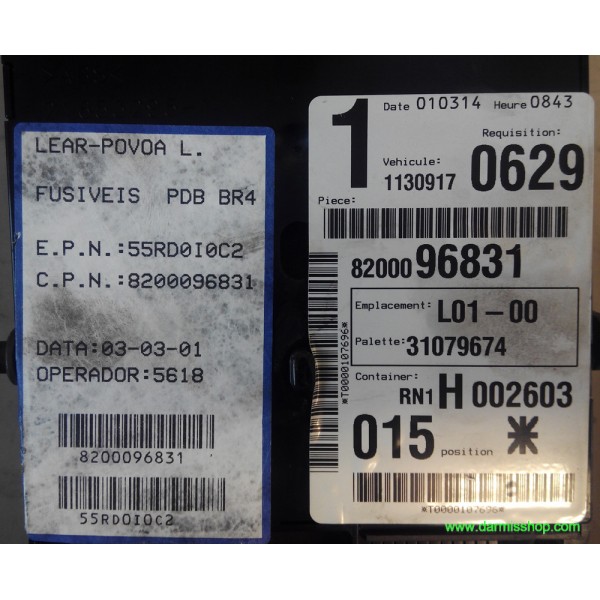 LEAR-POVOA L.
FUSIVEIS PDB BR4
E.P.N.:55RD0I0C2
C.P.N.:8200096831
DATA:03-03-01
OPERADOR:5618
8200096831
55RD0I0C2
1
Date 010314 Heure 0843
Requisition:
Vehicule:
1130917 0629
Piece:
82000 96831
Emplacement: L01-00
Palette: 31079674
Container:
RN1 H 002603
015 position *
*T0000107696*
*T0000107696*
www.darmisshop.com